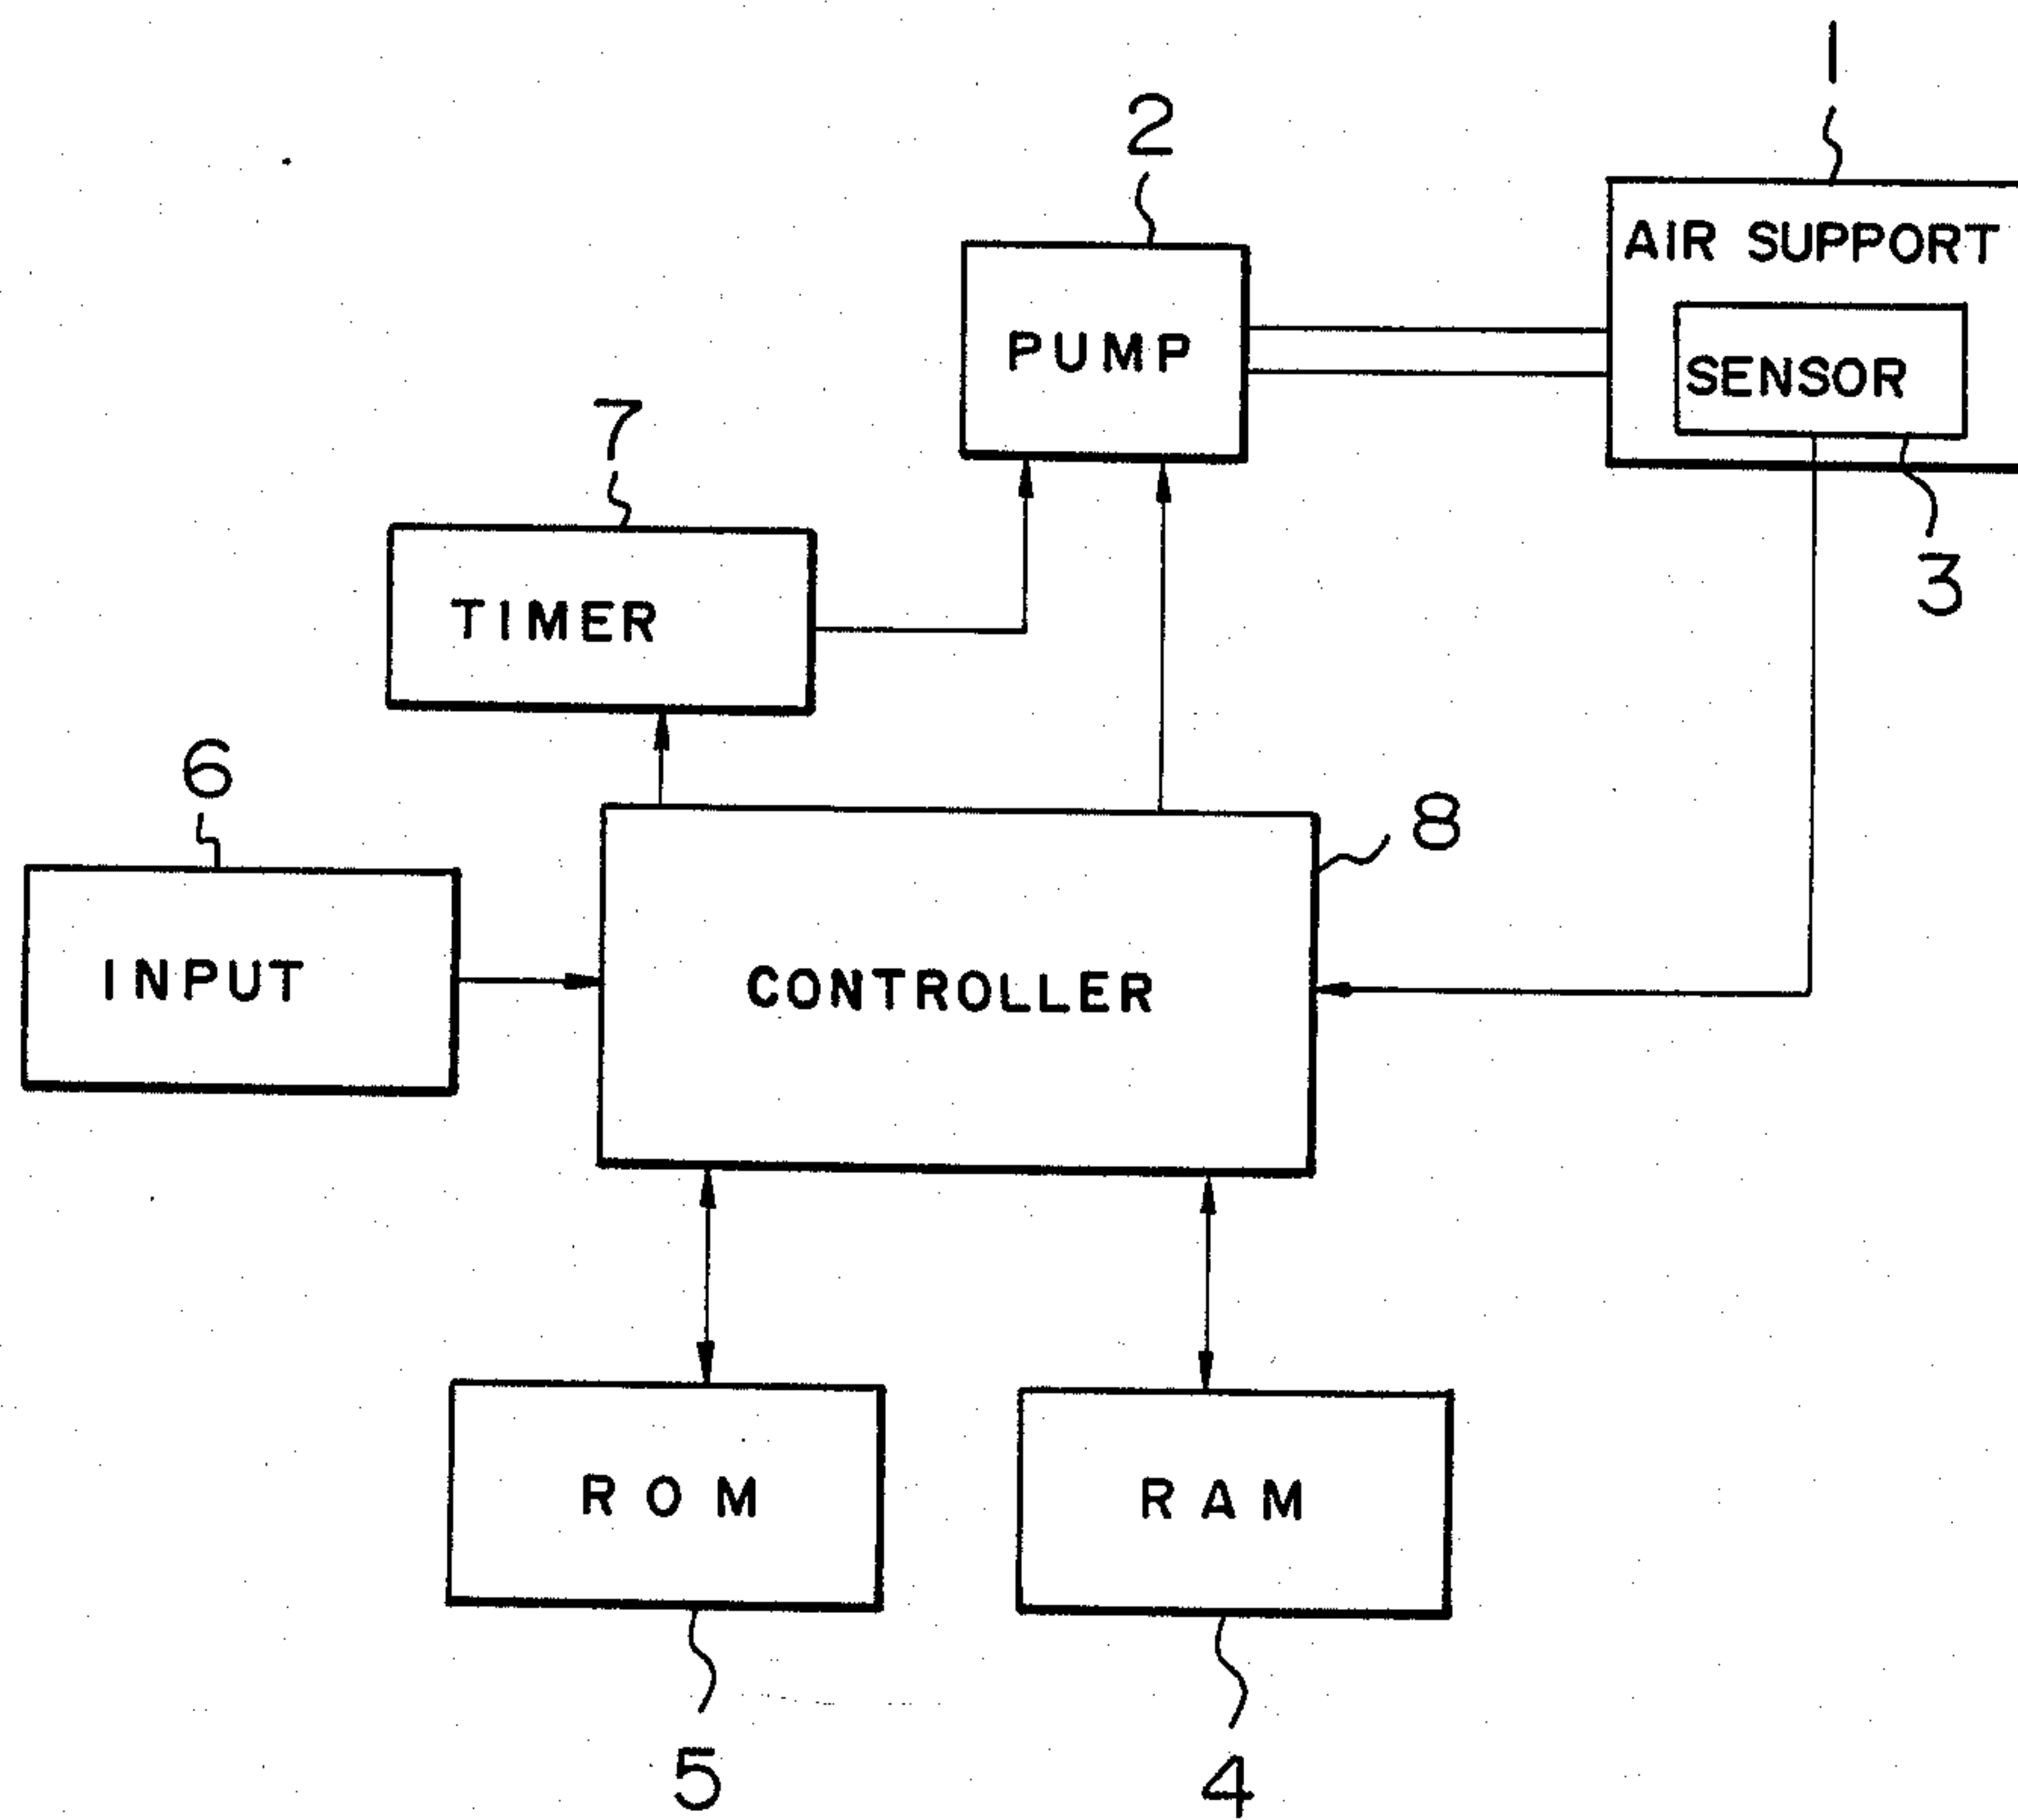 1
2
AIR SUPPORT
PUMP
SENSOR
7
3
TIMER
6
8
INPUT
CONTROLLER
ROM
RAM
5
4